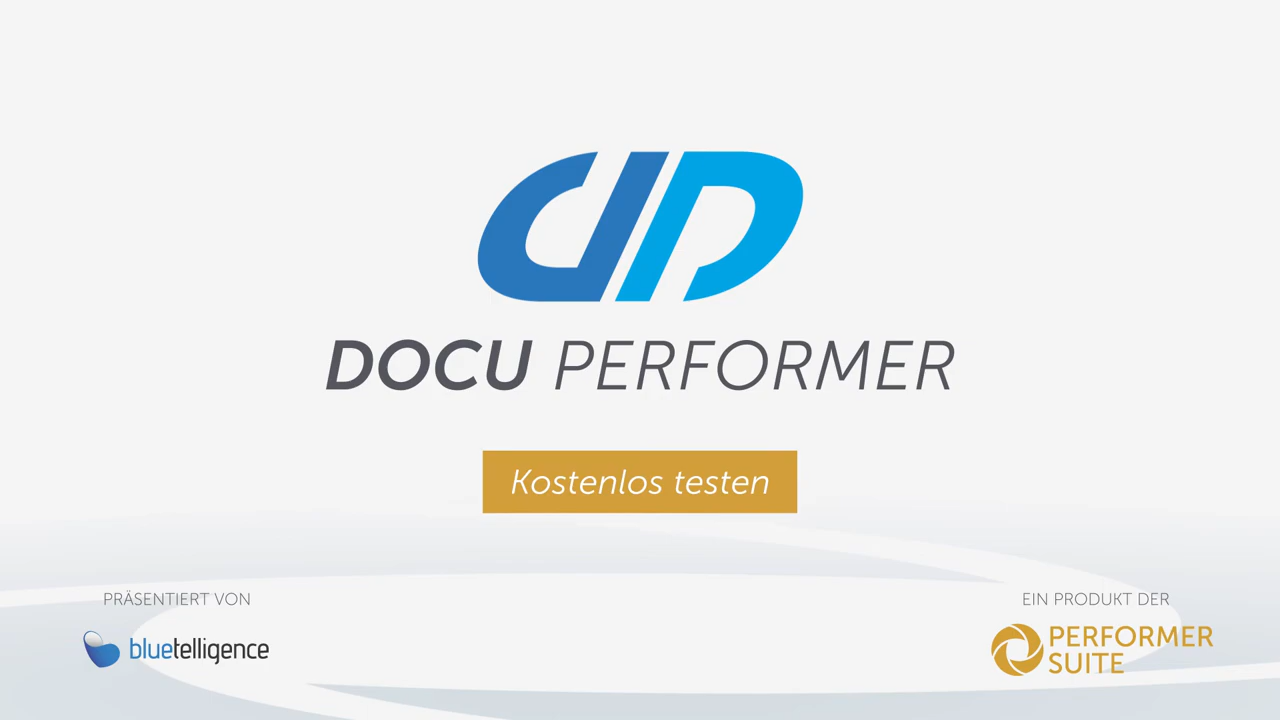 DOCU PERFORMER
Kostenlos testen
PRÄSENTIERT VON
bluetelligence
EIN PRODUKT DER
PERFORMER
SUITE